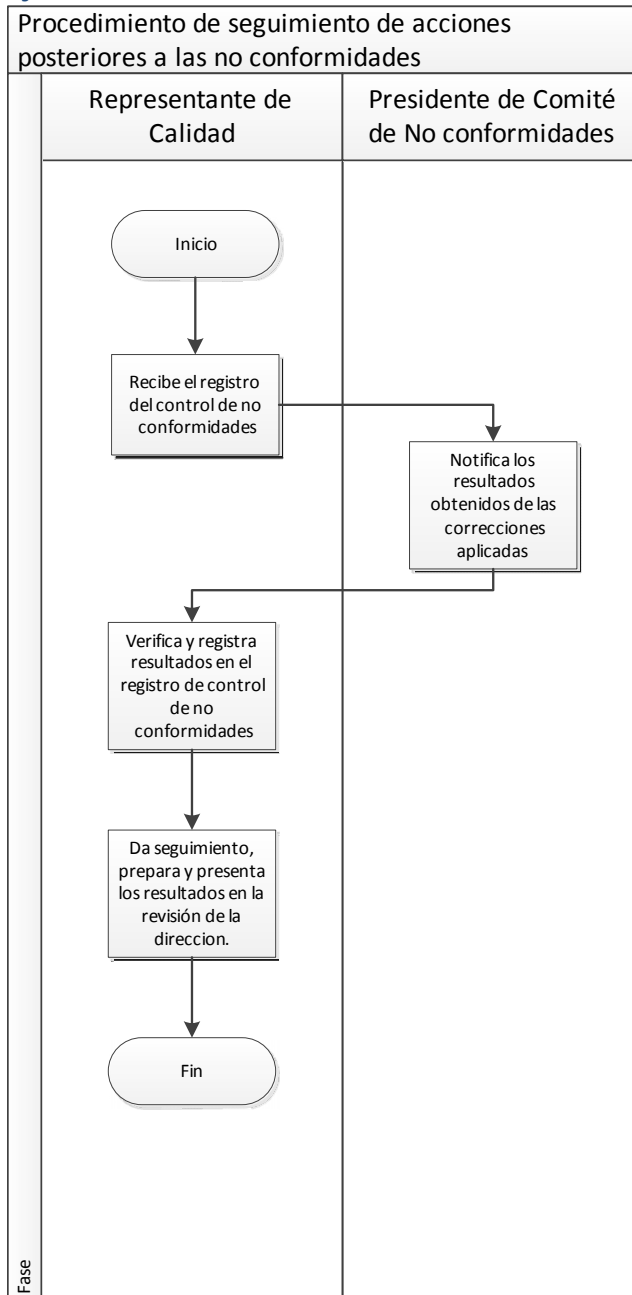 Procedimiento de seguimiento de acciones
posteriores a las no conformidades
Representante de
Calidad
Presidente de Comité
de No conformidades
Inicio
Recibe el registro
del control de no
conformidades
Notifica los
resultados
obtenidos de las
correcciones
aplicadas
Verifica y registra
resultados en el
registro de control
de no
conformidades
Da seguimiento,
prepara y presenta
los resultados en la
revisión de la
direccion.
Fin
Fase